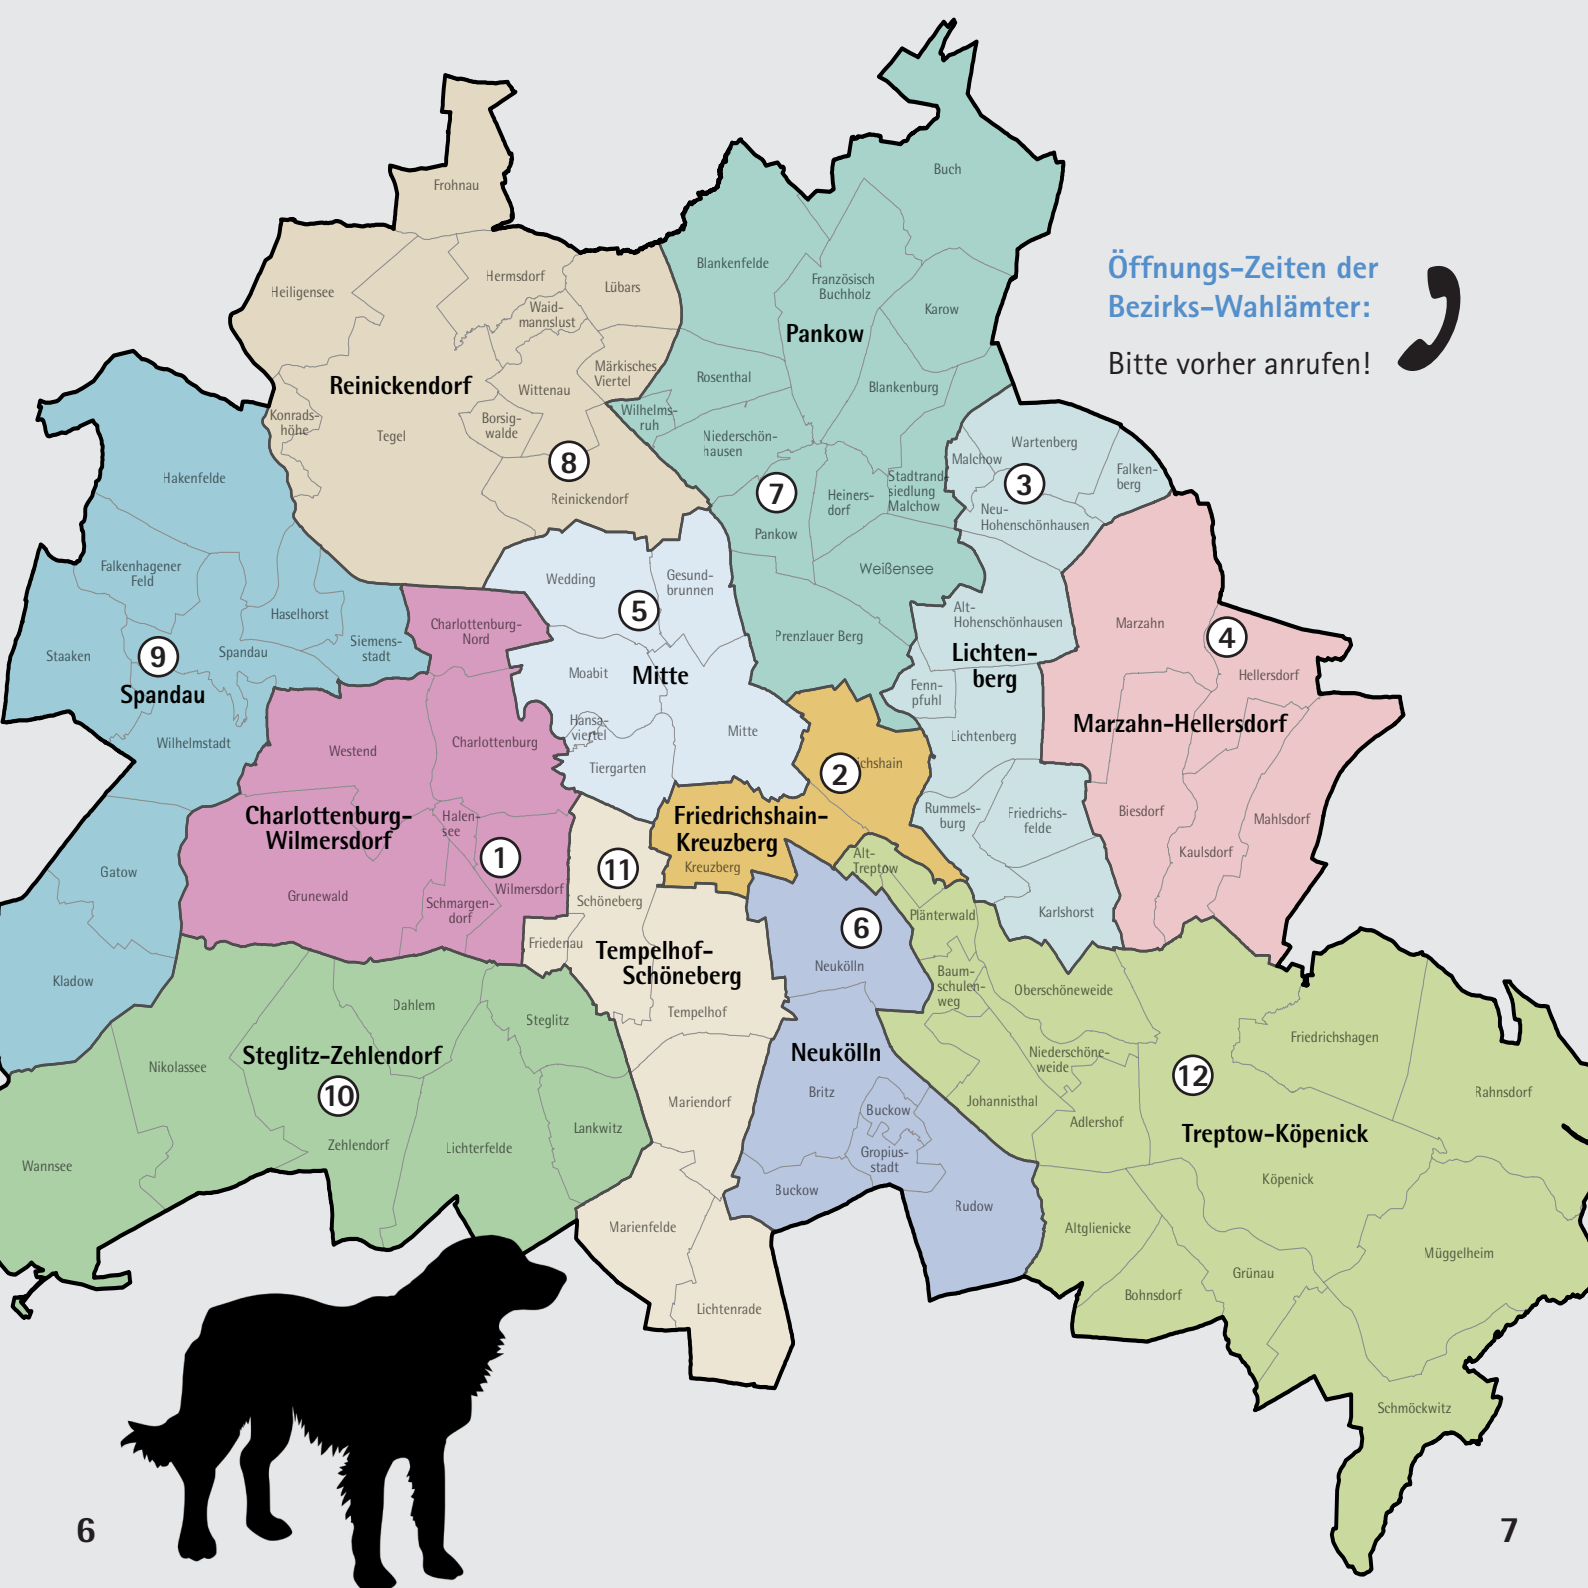 Öffnungs-Zeiten der
Bezirks-Wahlämter:
Bitte vorher anrufen!
Reinickendorf
8
Frohnau
Heiligensee
Hermsdorf
Waid-
mannslust
Lübars
Märkisches
Viertel
Wittenau
Borsig-
walde
Konrads-
höhe
Tegel
Reinickendorf
Pankow
7
Buch
Blankenfelde
Französisch
Buchholz
Karow
Rosenthal
Blankenburg
Wilhelms-
ruh
Niederschön-
hausen
Heiners-
dorf
Stadtrand-
siedlung
Malchow
Pankow
Weißensee
Prenzlauer Berg
Lichten-
berg
3
Wartenberg
Malchow
Falken-
berg
Neu-
Hohenschönhausen
Alt-
Hohenschönhausen
Fenn-
pfuhl
Lichtenberg
Rummels-
burg
Friedrichs-
felde
Karlshorst
Marzahn-Hellersdorf
4
Marzahn
Hellersdorf
Biesdorf
Kaulsdorf
Mahlsdorf
Spandau
9
Hakenfelde
Falkenhagener
Feld
Haselhorst
Siemens-
stadt
Staaken
Spandau
Wilhelmstadt
Gatow
Kladow
Mitte
5
Wedding
Gesund-
brunnen
Moabit
Hansa-
viertel
Tiergarten
Mitte
Charlottenburg-
Wilmersdorf
1
Charlottenburg-
Nord
Westend
Charlottenburg
Halen-
see
Grunewald
Schmargen-
dorf
Wilmersdorf
Friedrichshain-
Kreuzberg
2
ichshain
Kreuzberg
Tempelhof-
Schöneberg
11
Schöneberg
Friedenau
Tempelhof
Mariendorf
Marienfelde
Lichtenrade
Neukölln
6
Neukölln
Britz
Buckow
Gropius-
stadt
Buckow
Rudow
Steglitz-Zehlendorf
10
Dahlem
Steglitz
Nikolassee
Zehlendorf
Lichterfelde
Lankwitz
Wannsee
Treptow-Köpenick
12
Alt-
Treptow
Plänterwald
Baum-
schulen-
weg
Oberschöneweide
Niederschöne-
weide
Johannisthal
Adlershof
Friedrichshagen
Rahnsdorf
Köpenick
Altglienicke
Bohnsdorf
Grünau
Müggelheim
Schmöckwitz
6
7